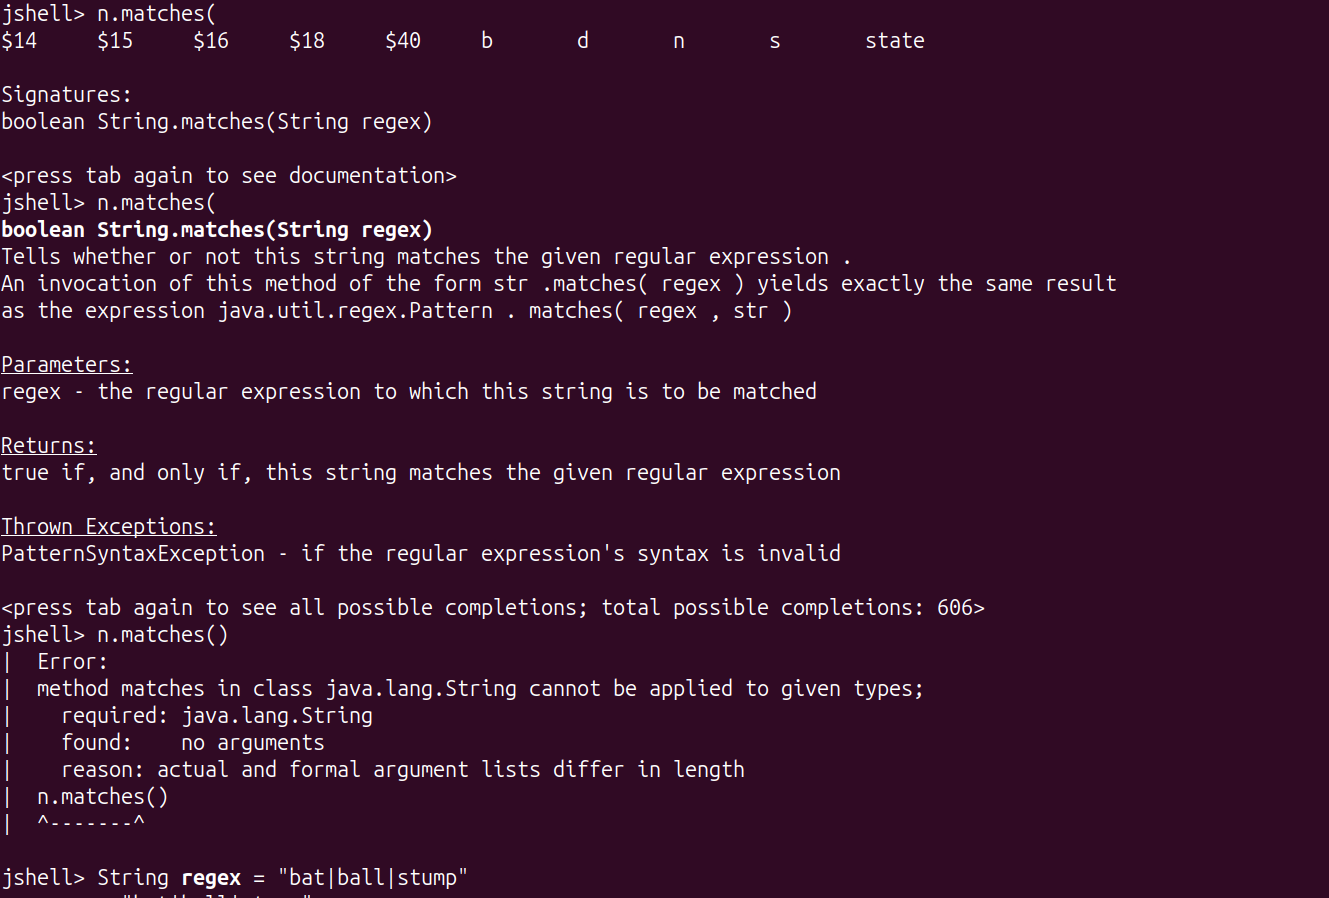 jshell> n.matches(
$14     $15     $16     $18     $40     b       d       n       s       state

Signatures:
boolean String.matches(String regex)

<press tab again to see documentation>
jshell> n.matches(
boolean String.matches(String regex)
Tells whether or not this string matches the given regular expression .
An invocation of this method of the form str .matches( regex ) yields exactly the same result
as the expression java.util.regex.Pattern . matches( regex , str )

Parameters:
regex - the regular expression to which this string is to be matched

Returns:
true if, and only if, this string matches the given regular expression

Thrown Exceptions:
PatternSyntaxException - if the regular expression's syntax is invalid

<press tab again to see all possible completions; total possible completions: 606>
jshell> n.matches()
|  Error:
|  method matches in class java.lang.String cannot be applied to given types;
|    required: java.lang.String
|    found:    no arguments
|    reason: actual and formal argument lists differ in length
|  n.matches()
|  ^-------^

jshell> String regex = "bat|ball|stump"